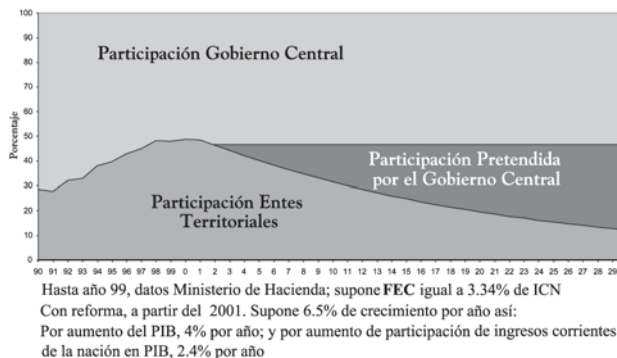 100
90
80
70
60
50
40
30
20
10
0
Porcentaje
Participación Gobierno Central
Participación Pretendida
por el Gobierno Central
Participación Entes
Territoriales
90 91 92 93 94 95 96 97 98 99 0 1 2 3 4 5 6 7 8 9 10 11 12 13 14 15 16 17 18 19 20 21 22 23 24 25 26 27 28 29
Hasta año 99, datos Ministerio de Hacienda; supone FEC igual a 3.34% de ICN
Con reforma, a partir del 2001. Supone 6.5% de crecimiento por año así:
Por aumento del PIB, 4% por año; y por aumento de participación de ingresos corrientes
de la nación en PIB, 2.4% por año